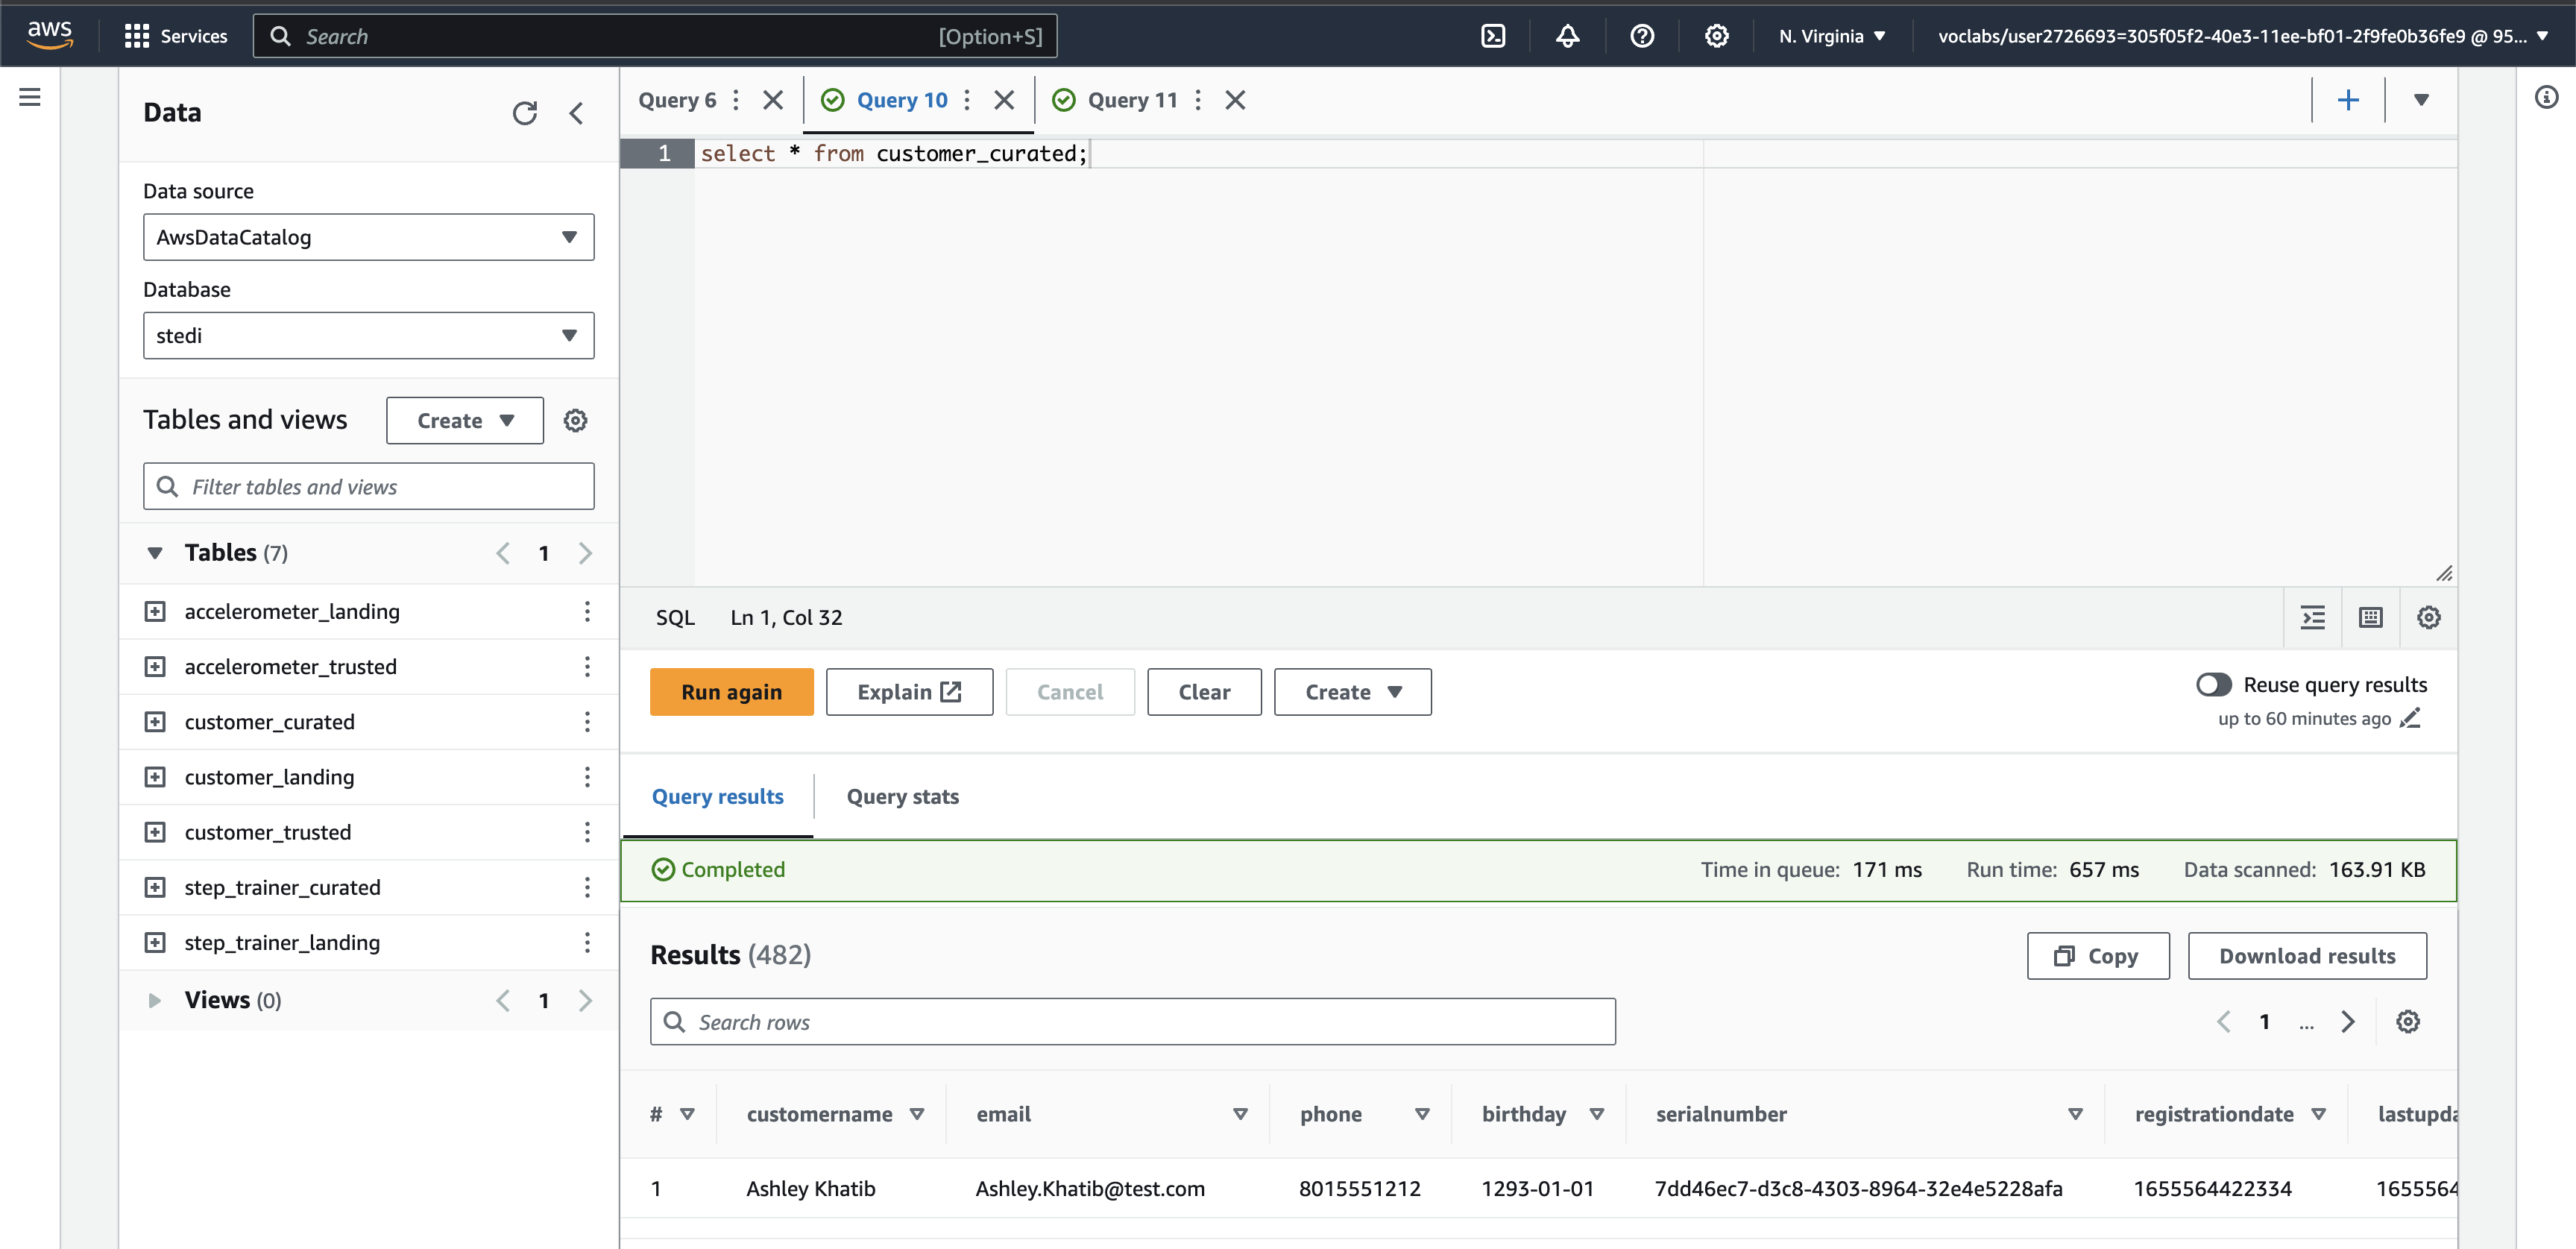 aws
Services
Search
[Option+S]
N. Virginia
voclabs/user2726693=305f05f2-40e3-11ee-bf01-2f9fe0b36fe9 @ 95...
Data
Data source
AwsDataCatalog
Database
stedi
Tables and views
Create
Filter tables and views
Tables (7)
1
accelerometer_landing
accelerometer_trusted
customer_curated
customer_landing
customer_trusted
step_trainer_curated
step_trainer_landing
Views (0)
1
Query 6
Query 10
Query 11
1
select * from customer_curated;
SQL
Ln 1, Col 32
Run again
Explain
Cancel
Clear
Create
Reuse query results
up to 60 minutes ago
Query results
Query stats
Completed
Time in queue: 171 ms
Run time: 657 ms
Data scanned: 163.91 KB
Results (482)
Copy
Download results
Search rows
1
...
# customername email phone birthday serialnumber registrationdate lastupda
1 Ashley Khatib Ashley.Khatib@test.com 8015551212 1293-01-01 7dd46ec7-d3c8-4303-8964-32e4e5228afa 1655564422334 1655564